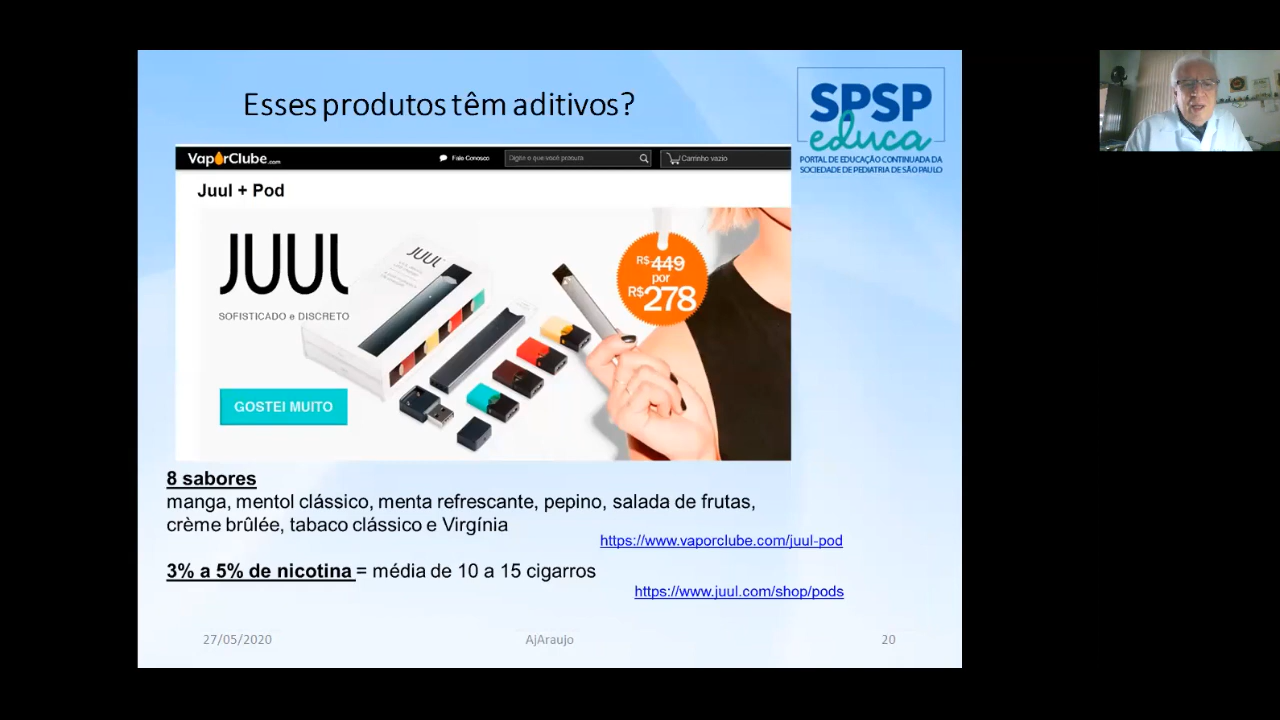 Esses produtos têm aditivos?
SPSP
educa
PORTAL DE EDUCAÇÃO CONTINUADA DA
SOCIEDADE DE PEDIATRIA DE SÃO PAULO
VaporClube.com
Fale Conosco
Digite o que você procura
Carrinho vazio
Juul + Pod
JUUL
SOFISTICADO e DISCRETO
JUUL
R$449
por
R$278
GOSTEI MUITO
8 sabores
manga, mentol clássico, menta refrescante, pepino, salada de frutas,
crème brûlée, tabaco clássico e Virgínia
https://www.vaporclube.com/juul-pod
3% a 5% de nicotina = média de 10 a 15 cigarros
https://www.juul.com/shop/pods
27/05/2020
AjAraujo
20